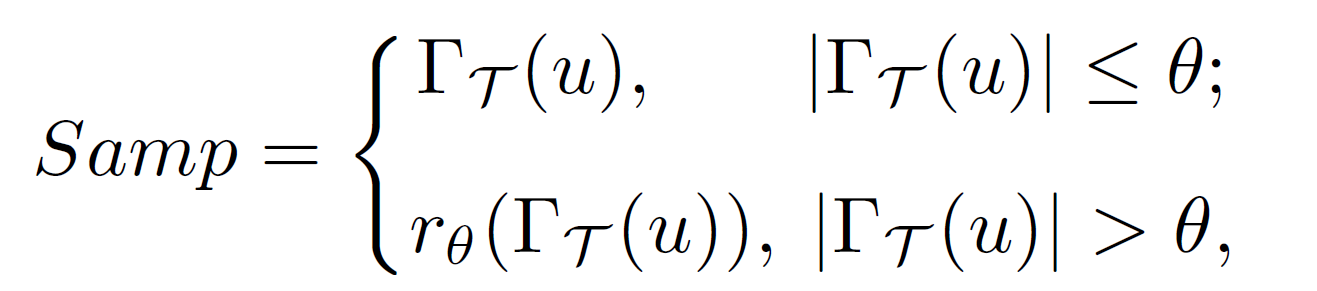 Γ_𝒯(u), |Γ_𝒯(u)| ≤ θ;
Samp = {
r_θ(Γ_𝒯(u)), |Γ_𝒯(u)| > θ,